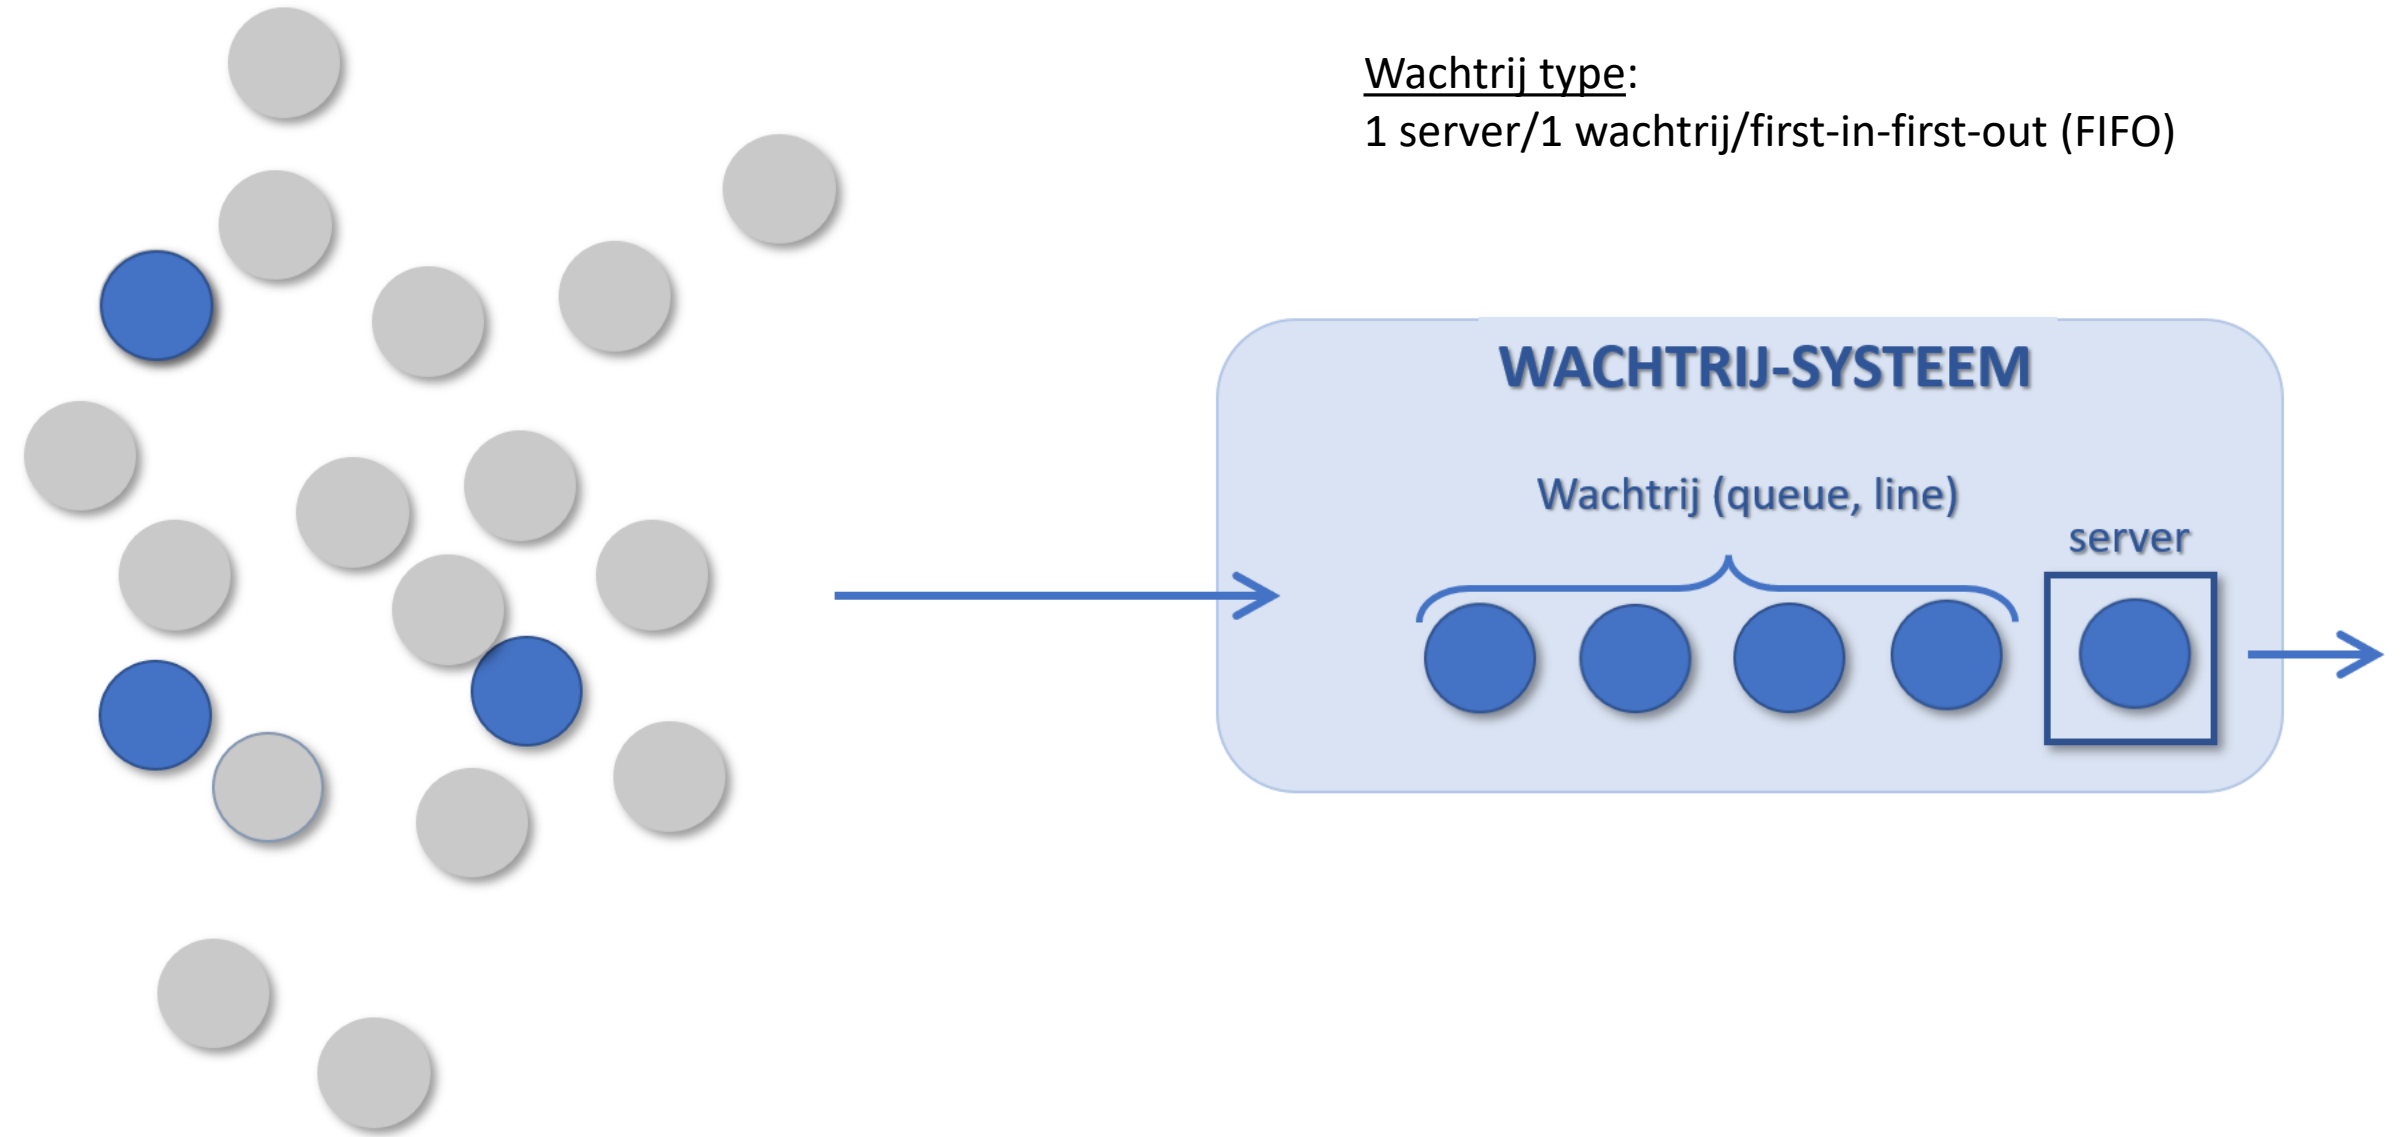 Wachtrij type:
1 server/1 wachtrij/first-in-first-out (FIFO)
WACHTRIJ-SYSTEEM
Wachtrij (queue, line)
server